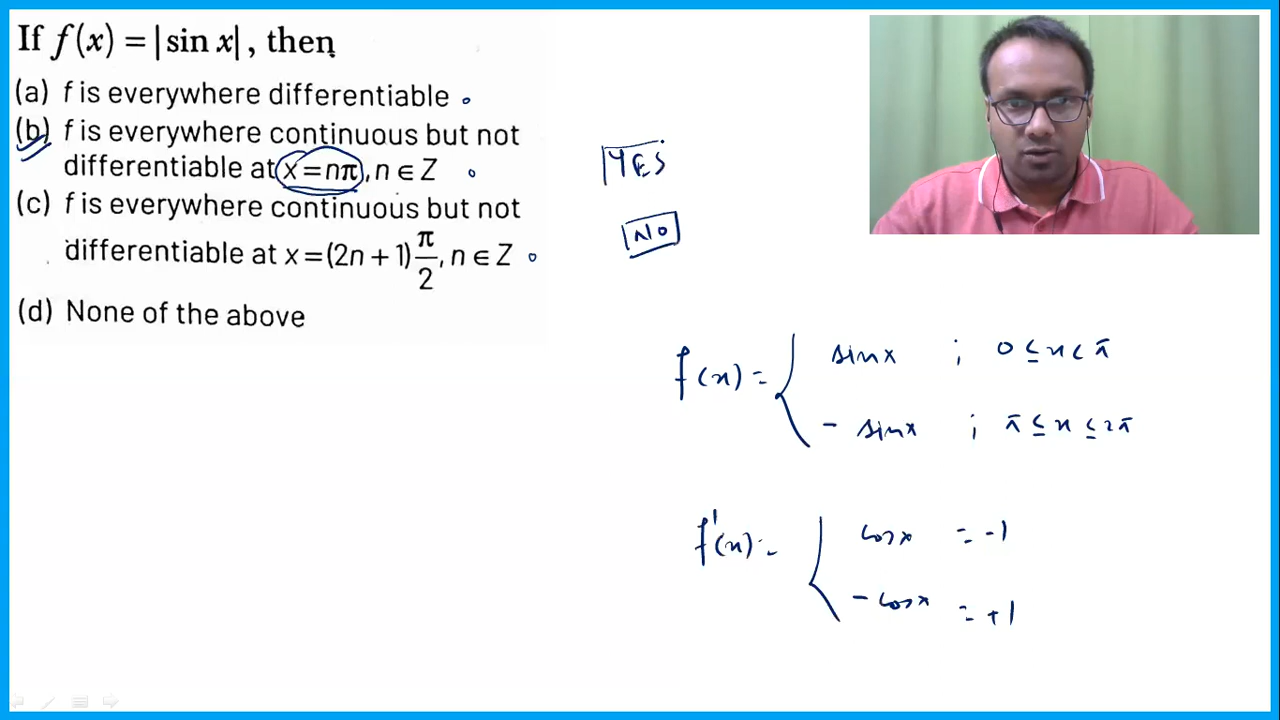 If f(x) = |sin x| , then
(a) f is everywhere differentiable
(b) f is everywhere continuous but not
differentiable at x = nπ , n ∈ Z
(c) f is everywhere continuous but not
differentiable at x = (2n + 1) π/2 , n ∈ Z
(d) None of the above
YES
NO
f(x) = { sinx ; 0 ≤ x < π
- sinx ; π ≤ x ≤ 2π
f'(x) = { cosx = -1
- cosx = +1